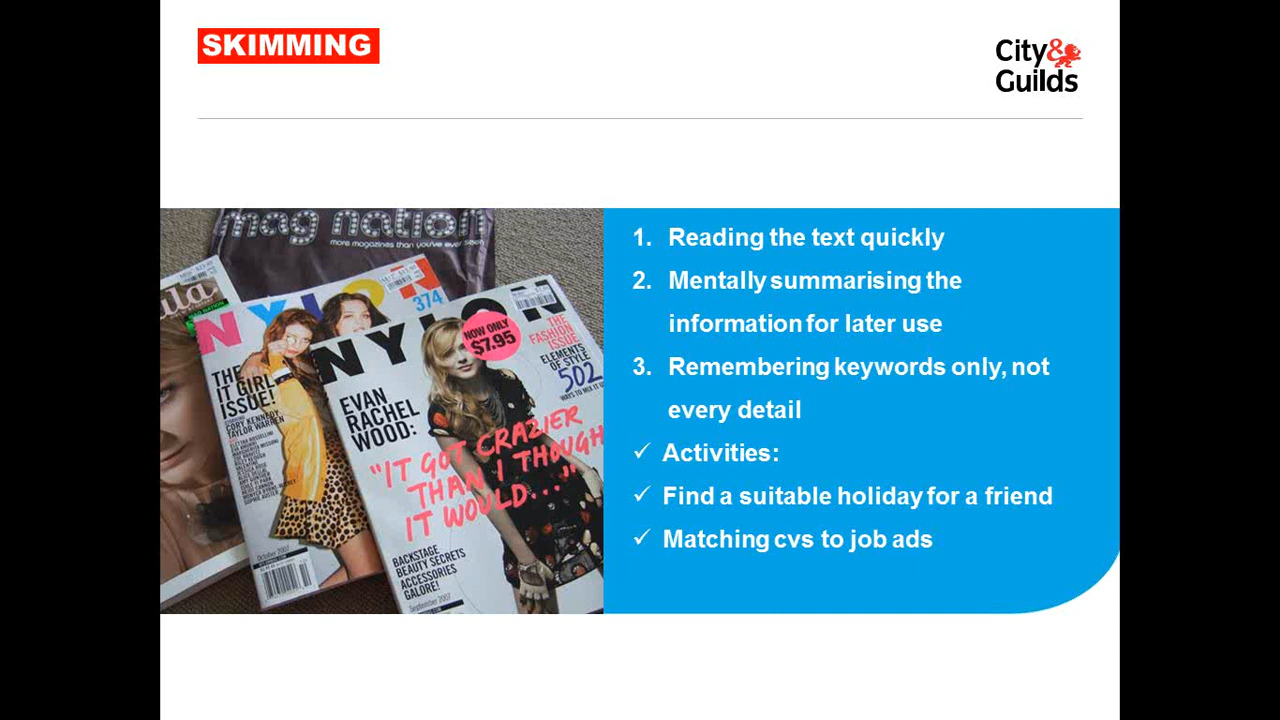 SKIMMING
City&
Guilds
mag nation
more magazines than you've ever seen
NYLON
374
THE
IT GIRL
ISSUE!
CORY KENNEDY
TAYLOR WARREN
October 2007
NYLON
NOW ONLY
$7.95
THE
FASHION
ISSUE
ELEMENTS
OF STYLE
502
WAYS TO MIX IT U
EVAN
RACHEL
WOOD:
"IT GOT CRAZIER
THAN I THOUGH
IT WOULD..."
BACKSTAGE
BEAUTY SECRETS
ACCESSORIES
GALORE!
September 2007
1. Reading the text quickly
2. Mentally summarising the
information for later use
3. Remembering keywords only, not
every detail
✓ Activities:
✓ Find a suitable holiday for a friend
✓ Matching cvs to job ads